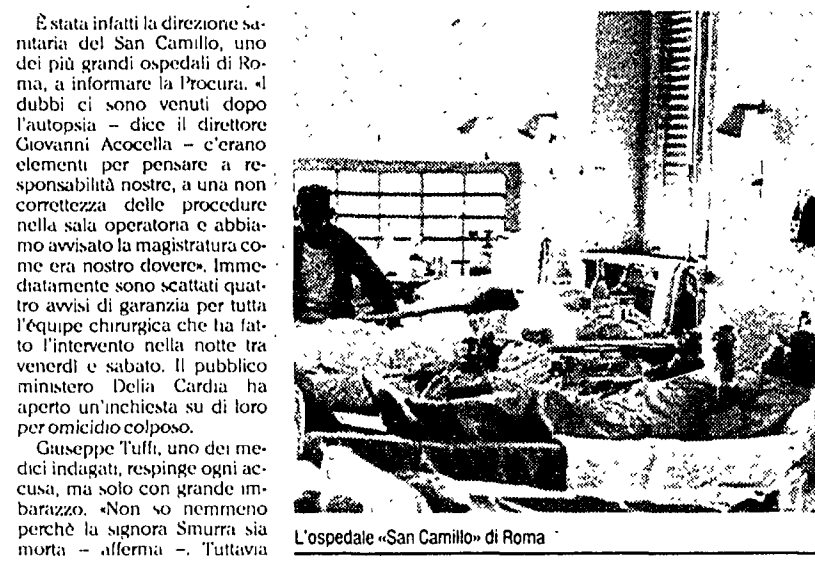 È stata infatti la direzione sa-
nitaria del San Camillo, uno
dei più grandi ospedali di Ro-
ma, a informare la Procura. «I
dubbi ci sono venuti dopo
l'autopsia – dice il direttore
Giovanni Acocella – c'erano
elementi per pensare a re-
sponsabilità nostre, a una non
correttezza delle procedure
nella sala operatoria e abbia-
mo avvisato la magistratura co-
me era nostro dovere». Imme-
diatamente sono scattati quat-
tro avvisi di garanzia per tutta
l'équipe chirurgica che ha fat-
to l'intervento nella notte tra
venerdì e sabato. Il pubblico
ministero Delia Cardia ha
aperto un'inchiesta su di loro
per omicidio colposo.
Giuseppe Tuffi, uno dei me-
dici indagati, respinge ogni ac-
cusa, ma solo con grande im-
barazzo. «Non so nemmeno
perchè la signora Smurra sia
morta – afferma –. Tuttavia
L'ospedale «San Camillo» di Roma